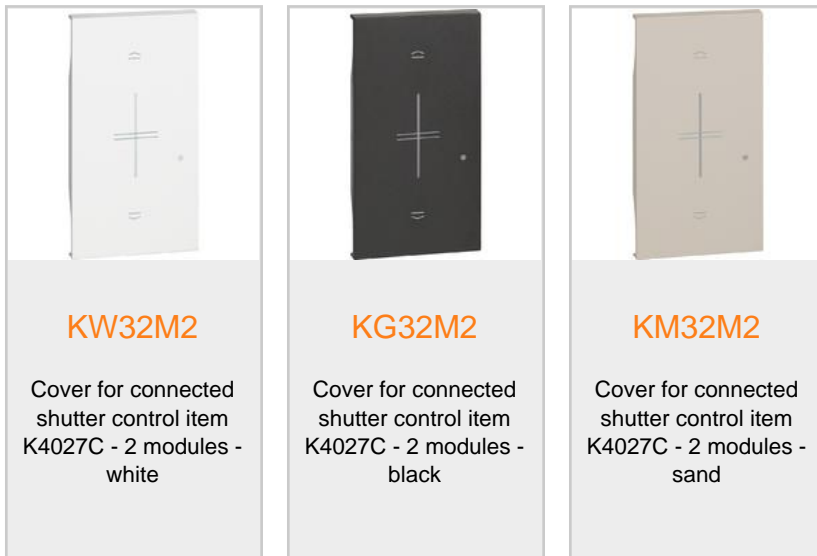 KW32M2
Cover for connected
shutter control item
K4027C - 2 modules -
white
KG32M2
Cover for connected
shutter control item
K4027C - 2 modules -
black
KM32M2
Cover for connected
shutter control item
K4027C - 2 modules -
sand